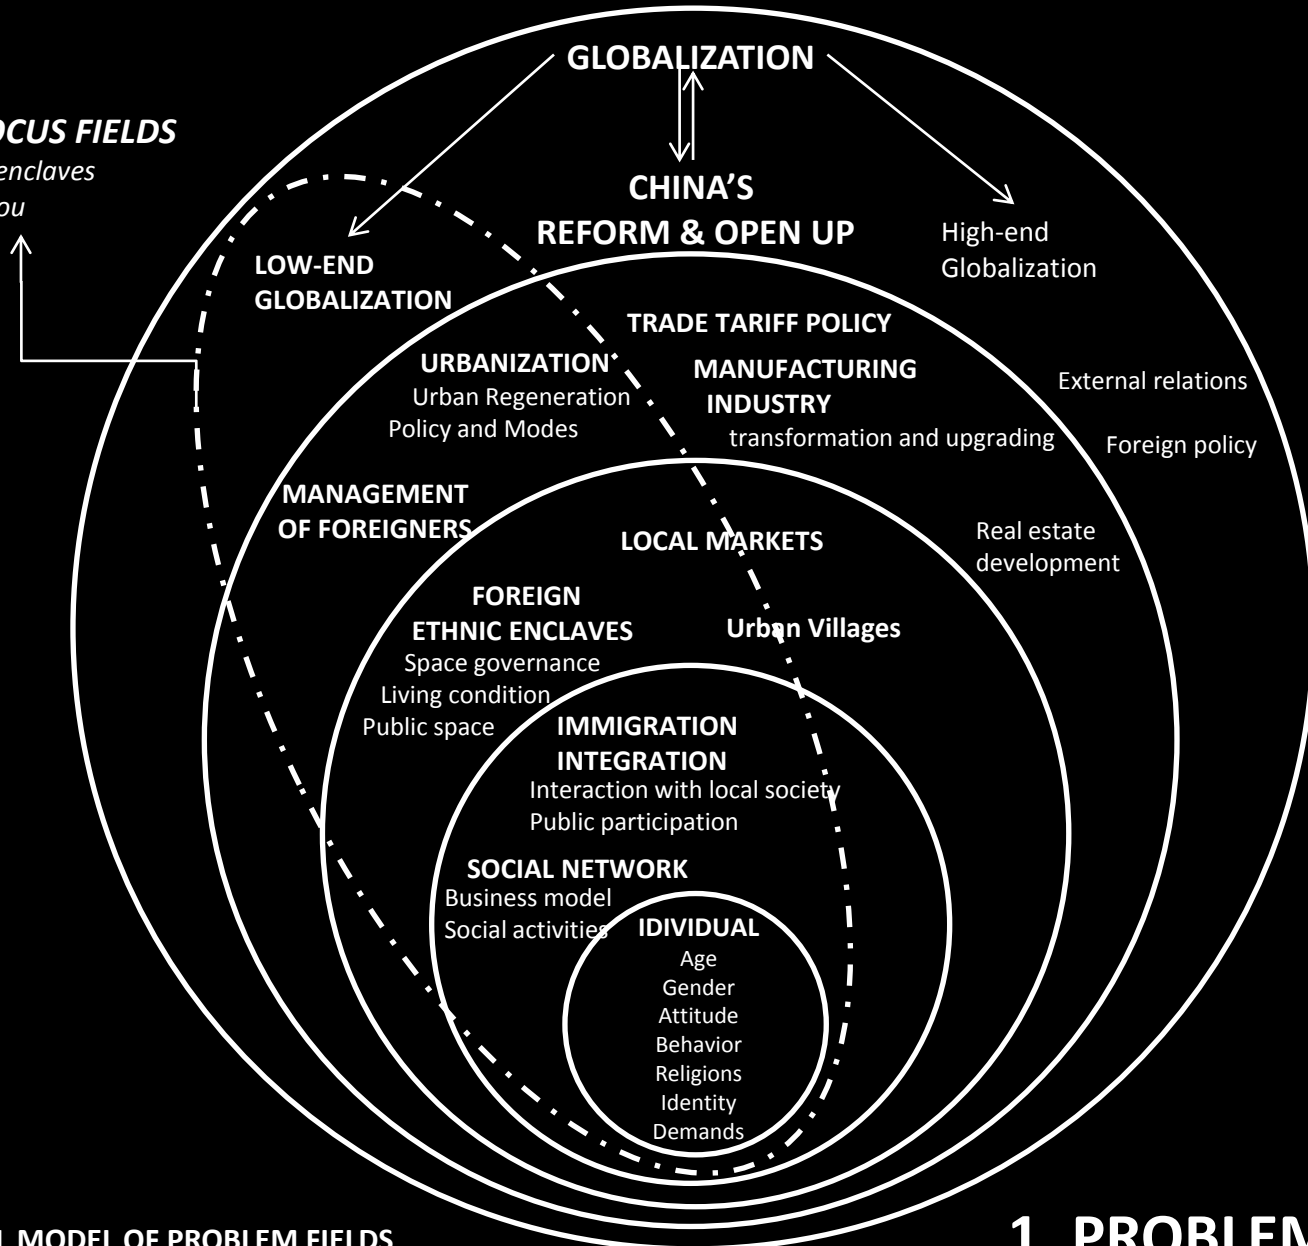 GLOBALIZATION
OCUS FIELDS
enclaves
ou
CHINA'S
REFORM & OPEN UP
High-end
Globalization
LOW-END
GLOBALIZATION
TRADE TARIFF POLICY
URBANIZATION
Urban Regeneration
Policy and Modes
MANUFACTURING
INDUSTRY
transformation and upgrading
External relations
Foreign policy
MANAGEMENT
OF FOREIGNERS
LOCAL MARKETS
Real estate
development
FOREIGN
ETHNIC ENCLAVES
Space governance
Living condition
Public space
Urban Villages
IMMIGRATION
INTEGRATION
Interaction with local society
Public participation
SOCIAL NETWORK
Business model
Social activities
IDIVIDUAL
Age
Gender
Attitude
Behavior
Religions
Identity
Demands
MODEL OF PROBLEM FIELDS
1 PROBLEM